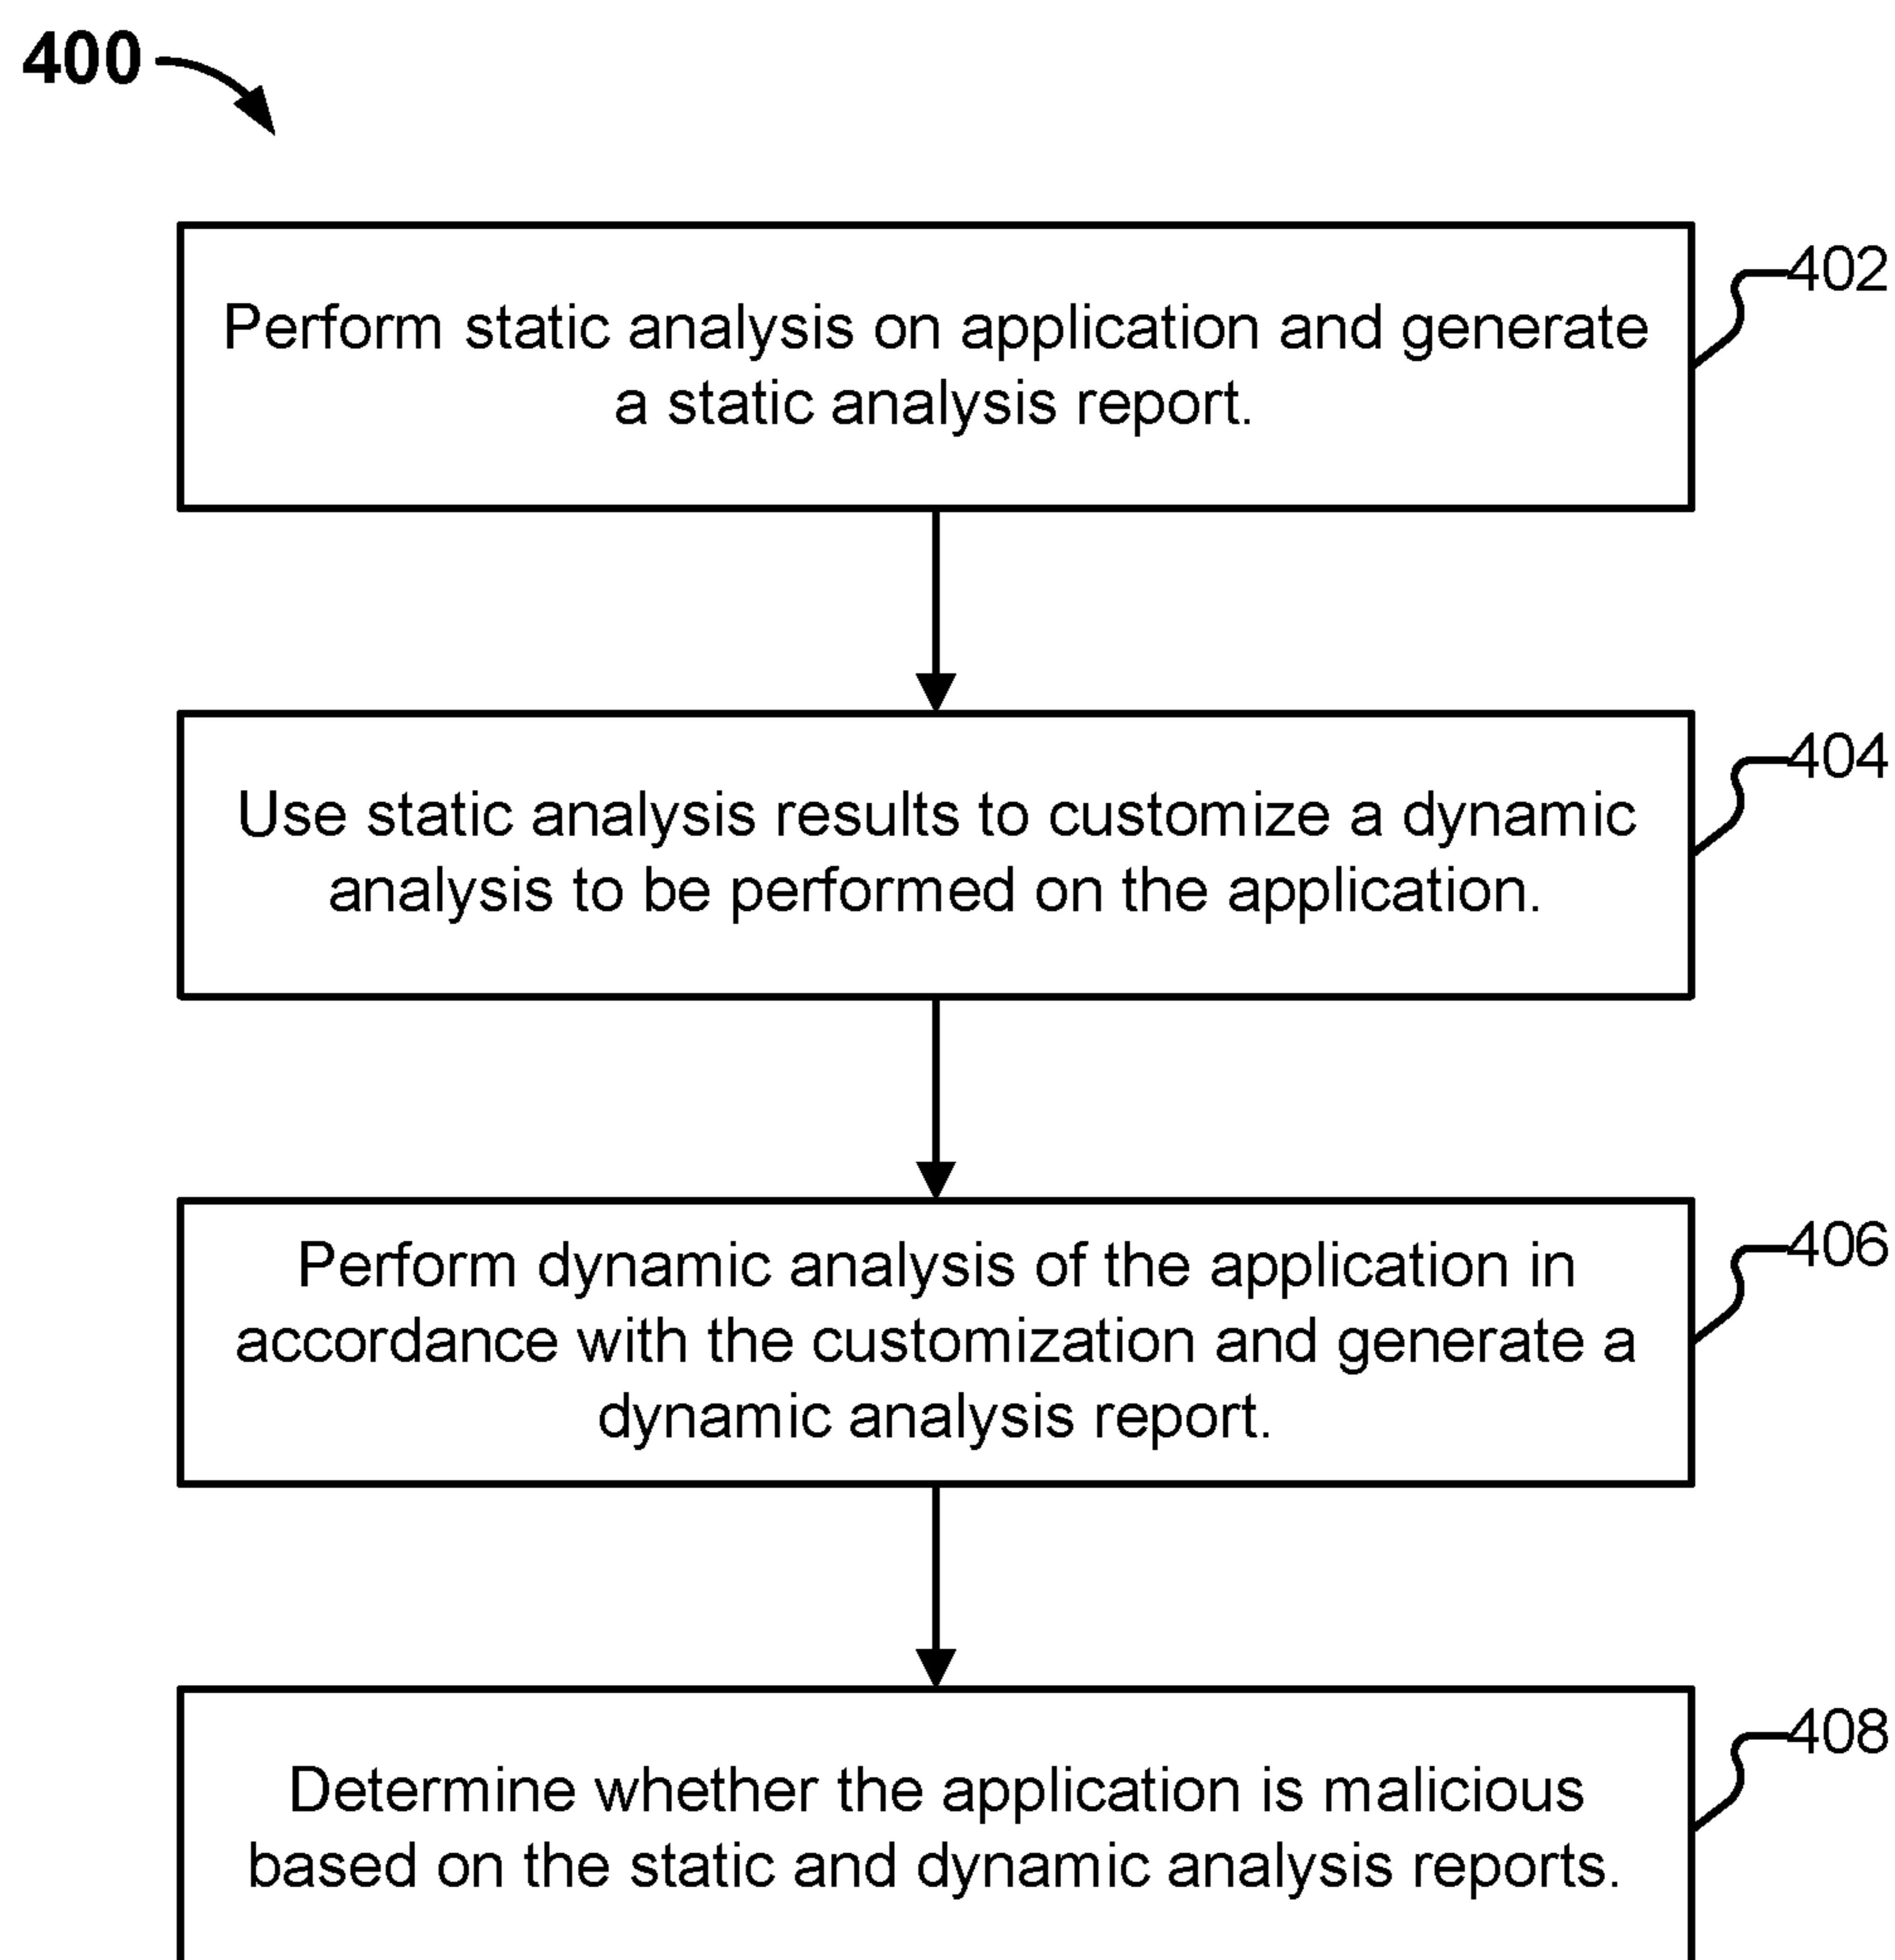 400
Perform static analysis on application and generate
a static analysis report.
402
Use static analysis results to customize a dynamic
analysis to be performed on the application.
404
Perform dynamic analysis of the application in
accordance with the customization and generate a
dynamic analysis report.
406
Determine whether the application is malicious
based on the static and dynamic analysis reports.
408